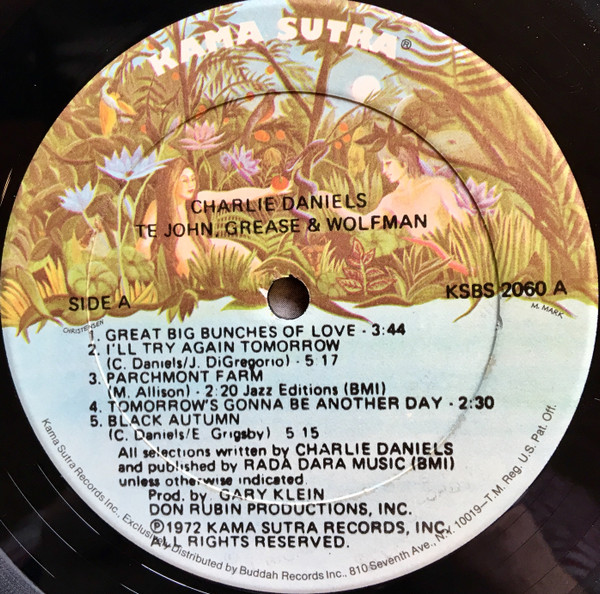 KAMA SUTRA®
CHARLIE DANIELS
TE JOHN, GREASE & WOLFMAN
SIDE A
KSBS 2060 A
CHRISTENSEN
M. MARK
1. GREAT BIG BUNCHES OF LOVE - 3:44
2. I'LL TRY AGAIN TOMORROW
(C. Daniels/J. DiGregorio) - 5:17
3. PARCHMONT FARM
(M. Allison) - 2:20 Jazz Editions (BMI)
4. TOMORROW'S GONNA BE ANOTHER DAY - 2:30
5. BLACK AUTUMN
(C. Daniels/E. Grigsby) 5 15
All selections written by CHARLIE DANIELS
and published by RADA DARA MUSIC (BMI)
unless otherwise indicated.
Prod. by. GARY KLEIN
DON RUBIN PRODUCTIONS, INC.
℗1972 KAMA SUTRA RECORDS, INC.
ALL RIGHTS RESERVED.
Kama Sutra Records Inc., Exclusively Distributed by Buddah Records Inc., 810 Seventh Ave., N.Y. 10019—T.M. Reg. U.S. Pat. Off.